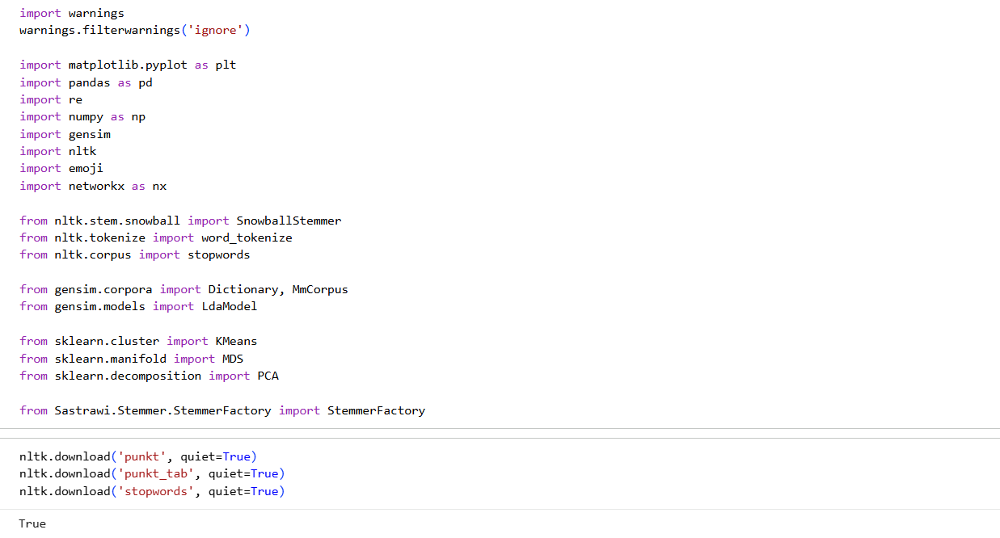 import warnings
warnings.filterwarnings('ignore')
import matplotlib.pyplot as plt
import pandas as pd
import re
import numpy as np
import gensim
import nltk
import emoji
import networkx as nx
from nltk.stem.snowball import SnowballStemmer
from nltk.tokenize import word_tokenize
from nltk.corpus import stopwords
from gensim.corpora import Dictionary, MmCorpus
from gensim.models import LdaModel
from sklearn.cluster import KMeans
from sklearn.manifold import MDS
from sklearn.decomposition import PCA
from Sastrawi.Stemmer.StemmerFactory import StemmerFactory
nltk.download('punkt', quiet=True)
nltk.download('punkt_tab', quiet=True)
nltk.download('stopwords', quiet=True)
True